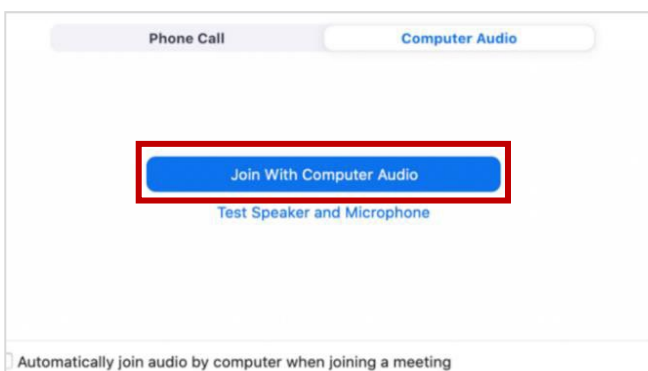 Phone Call Computer Audio
Join With Computer Audio
Test Speaker and Microphone
Automatically join audio by computer when joining a meeting